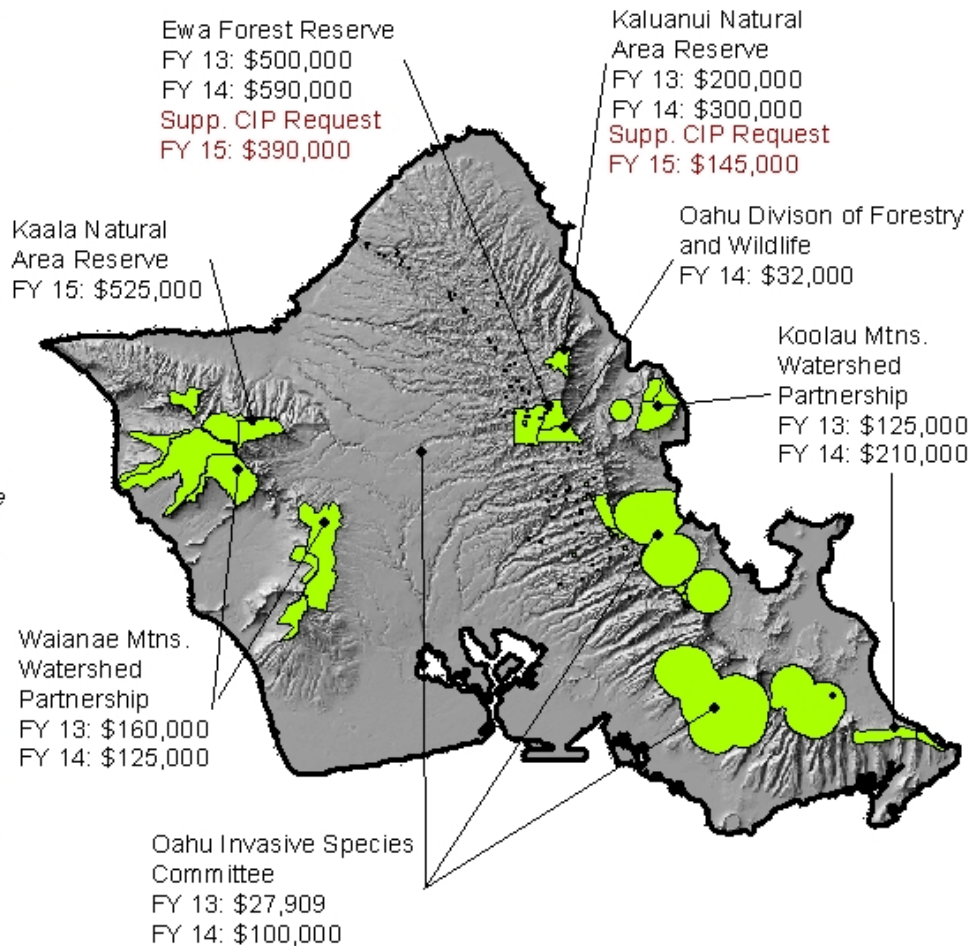 Ewa Forest Reserve
FY 13: $500,000
FY 14: $590,000
Supp. CIP Request
FY 15: $390,000
Kaluanui Natural
Area Reserve
FY 13: $200,000
FY 14: $300,000
Supp. CIP Request
FY 15: $145,000
Oahu Divison of Forestry
and Wildlife
FY 14: $32,000
Kaala Natural
Area Reserve
FY 15: $525,000
Koolau Mtns.
Watershed
Partnership
FY 13: $125,000
FY 14: $210,000
Waianae Mtns.
Watershed
Partnership
FY 13: $160,000
FY 14: $125,000
Oahu Invasive Species
Committee
FY 13: $27,909
FY 14: $100,000